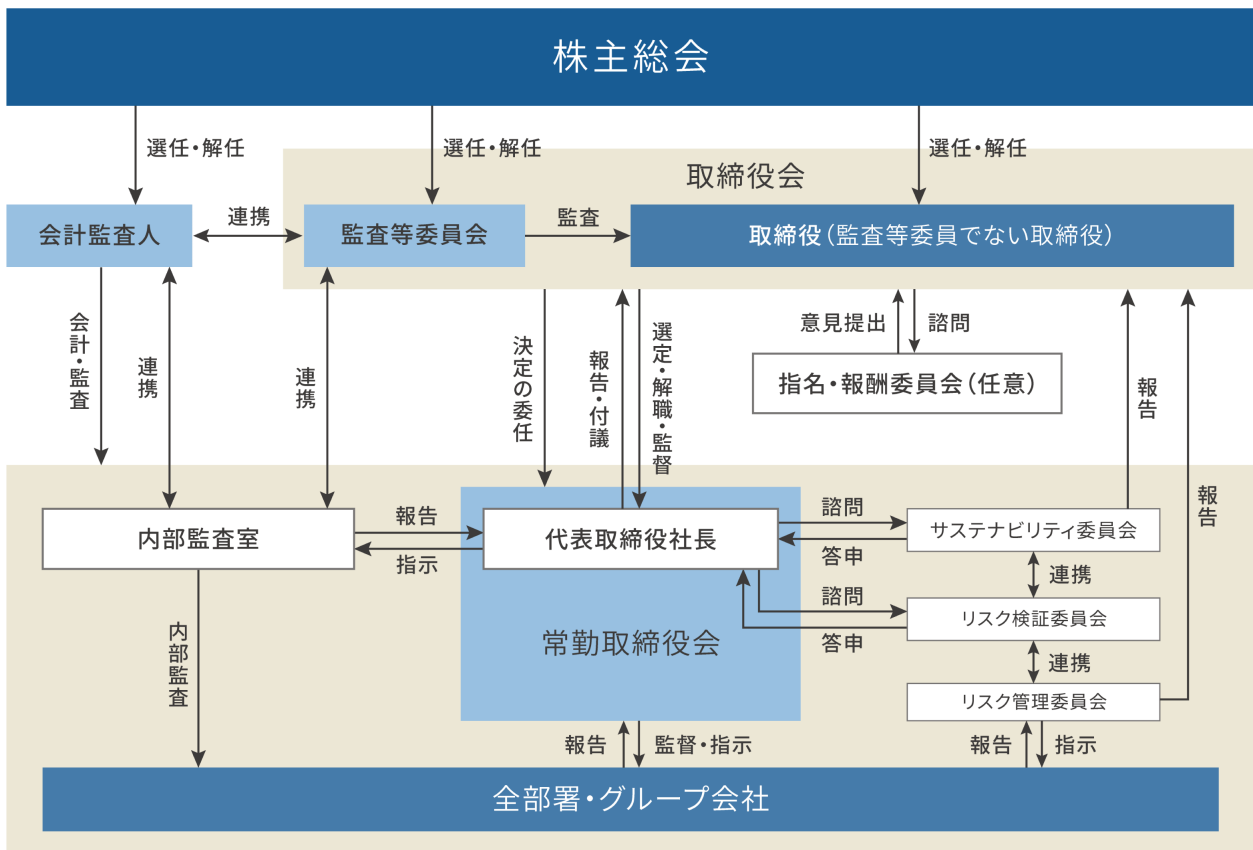 株主総会
選任・解任
選任・解任
選任・解任
取締役会
会計監査人
連携
監査等委員会
監査
取締役（監査等委員でない取締役）
会計・監査
連携
連携
決定の委任
報告・付議
選定・解職・監督
意見提出
諮問
指名・報酬委員会（任意）
報告
報告
内部監査室
報告
指示
代表取締役社長
諮問
答申
サステナビリティ委員会
連携
諮問
答申
リスク検証委員会
連携
リスク管理委員会
常勤取締役会
内部監査
報告
監督・指示
報告
指示
全部署・グループ会社